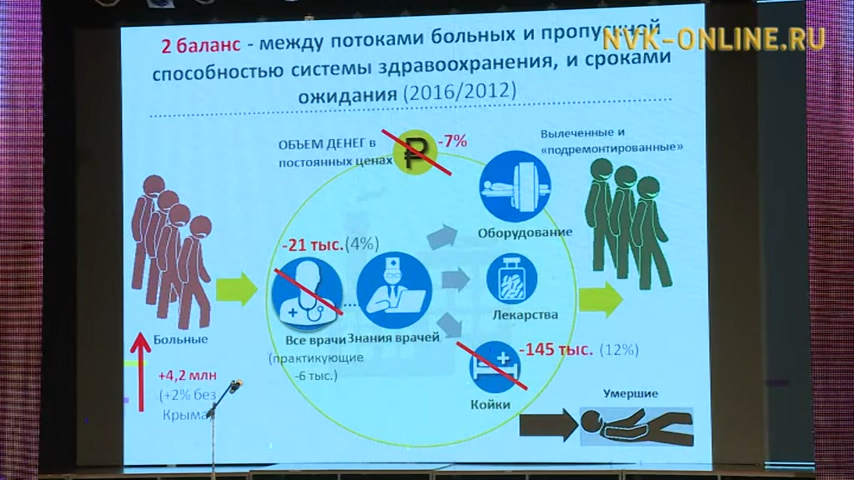 NVK-ONLINE.RU
2 баланс - между потоками больных и пропускной
способностью системы здравоохранения, и сроками
ожидания (2016/2012)
ОБЪЕМ ДЕНЕГ в
постоянных ценах
-7%
Вылеченные и
«подремонтированные»
Оборудование
-21 тыс.(4%)
Все врачи
(практикующие
-6 тыс.)
Знания врачей
Лекарства
-145 тыс. (12%)
Койки
Больные
+4,2 млн
(+2% без
Крыма
Умершие